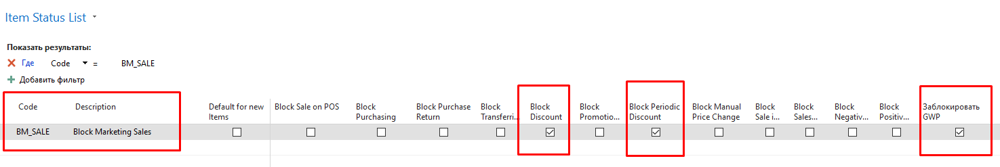 Item Status List
Показать результаты:
Где Code = BM_SALE
Добавить фильтр
Code Description Default for new Items Block Sale on POS Block Purchasing Block Purchase Return Block Transferri... Block Discount Block Promotio... Block Periodic Discount Block Manual Price Change Block Sale i... Block Sales... Block Negativ... Block Positiv... Заблокировать GWP
BM_SALE Block Marketing Sales